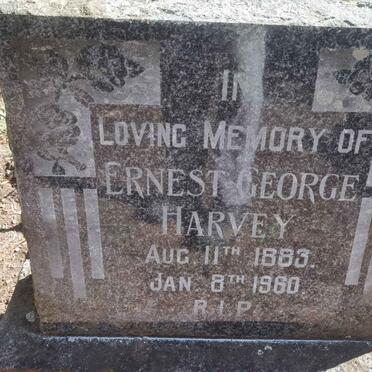 IN
LOVING MEMORY OF
ERNEST GEORGE
HARVEY
AUG. 11TH 1883.
JAN. 8TH 1960.
R.I.P.